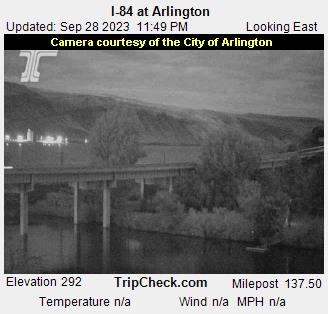 I-84 at Arlington
Updated: Sep 28 2023 11:49 PM Looking East
Camera courtesy of the City of Arlington
Elevation 292 TripCheck.com Milepost 137.50
Temperature n/a Wind n/a MPH n/a